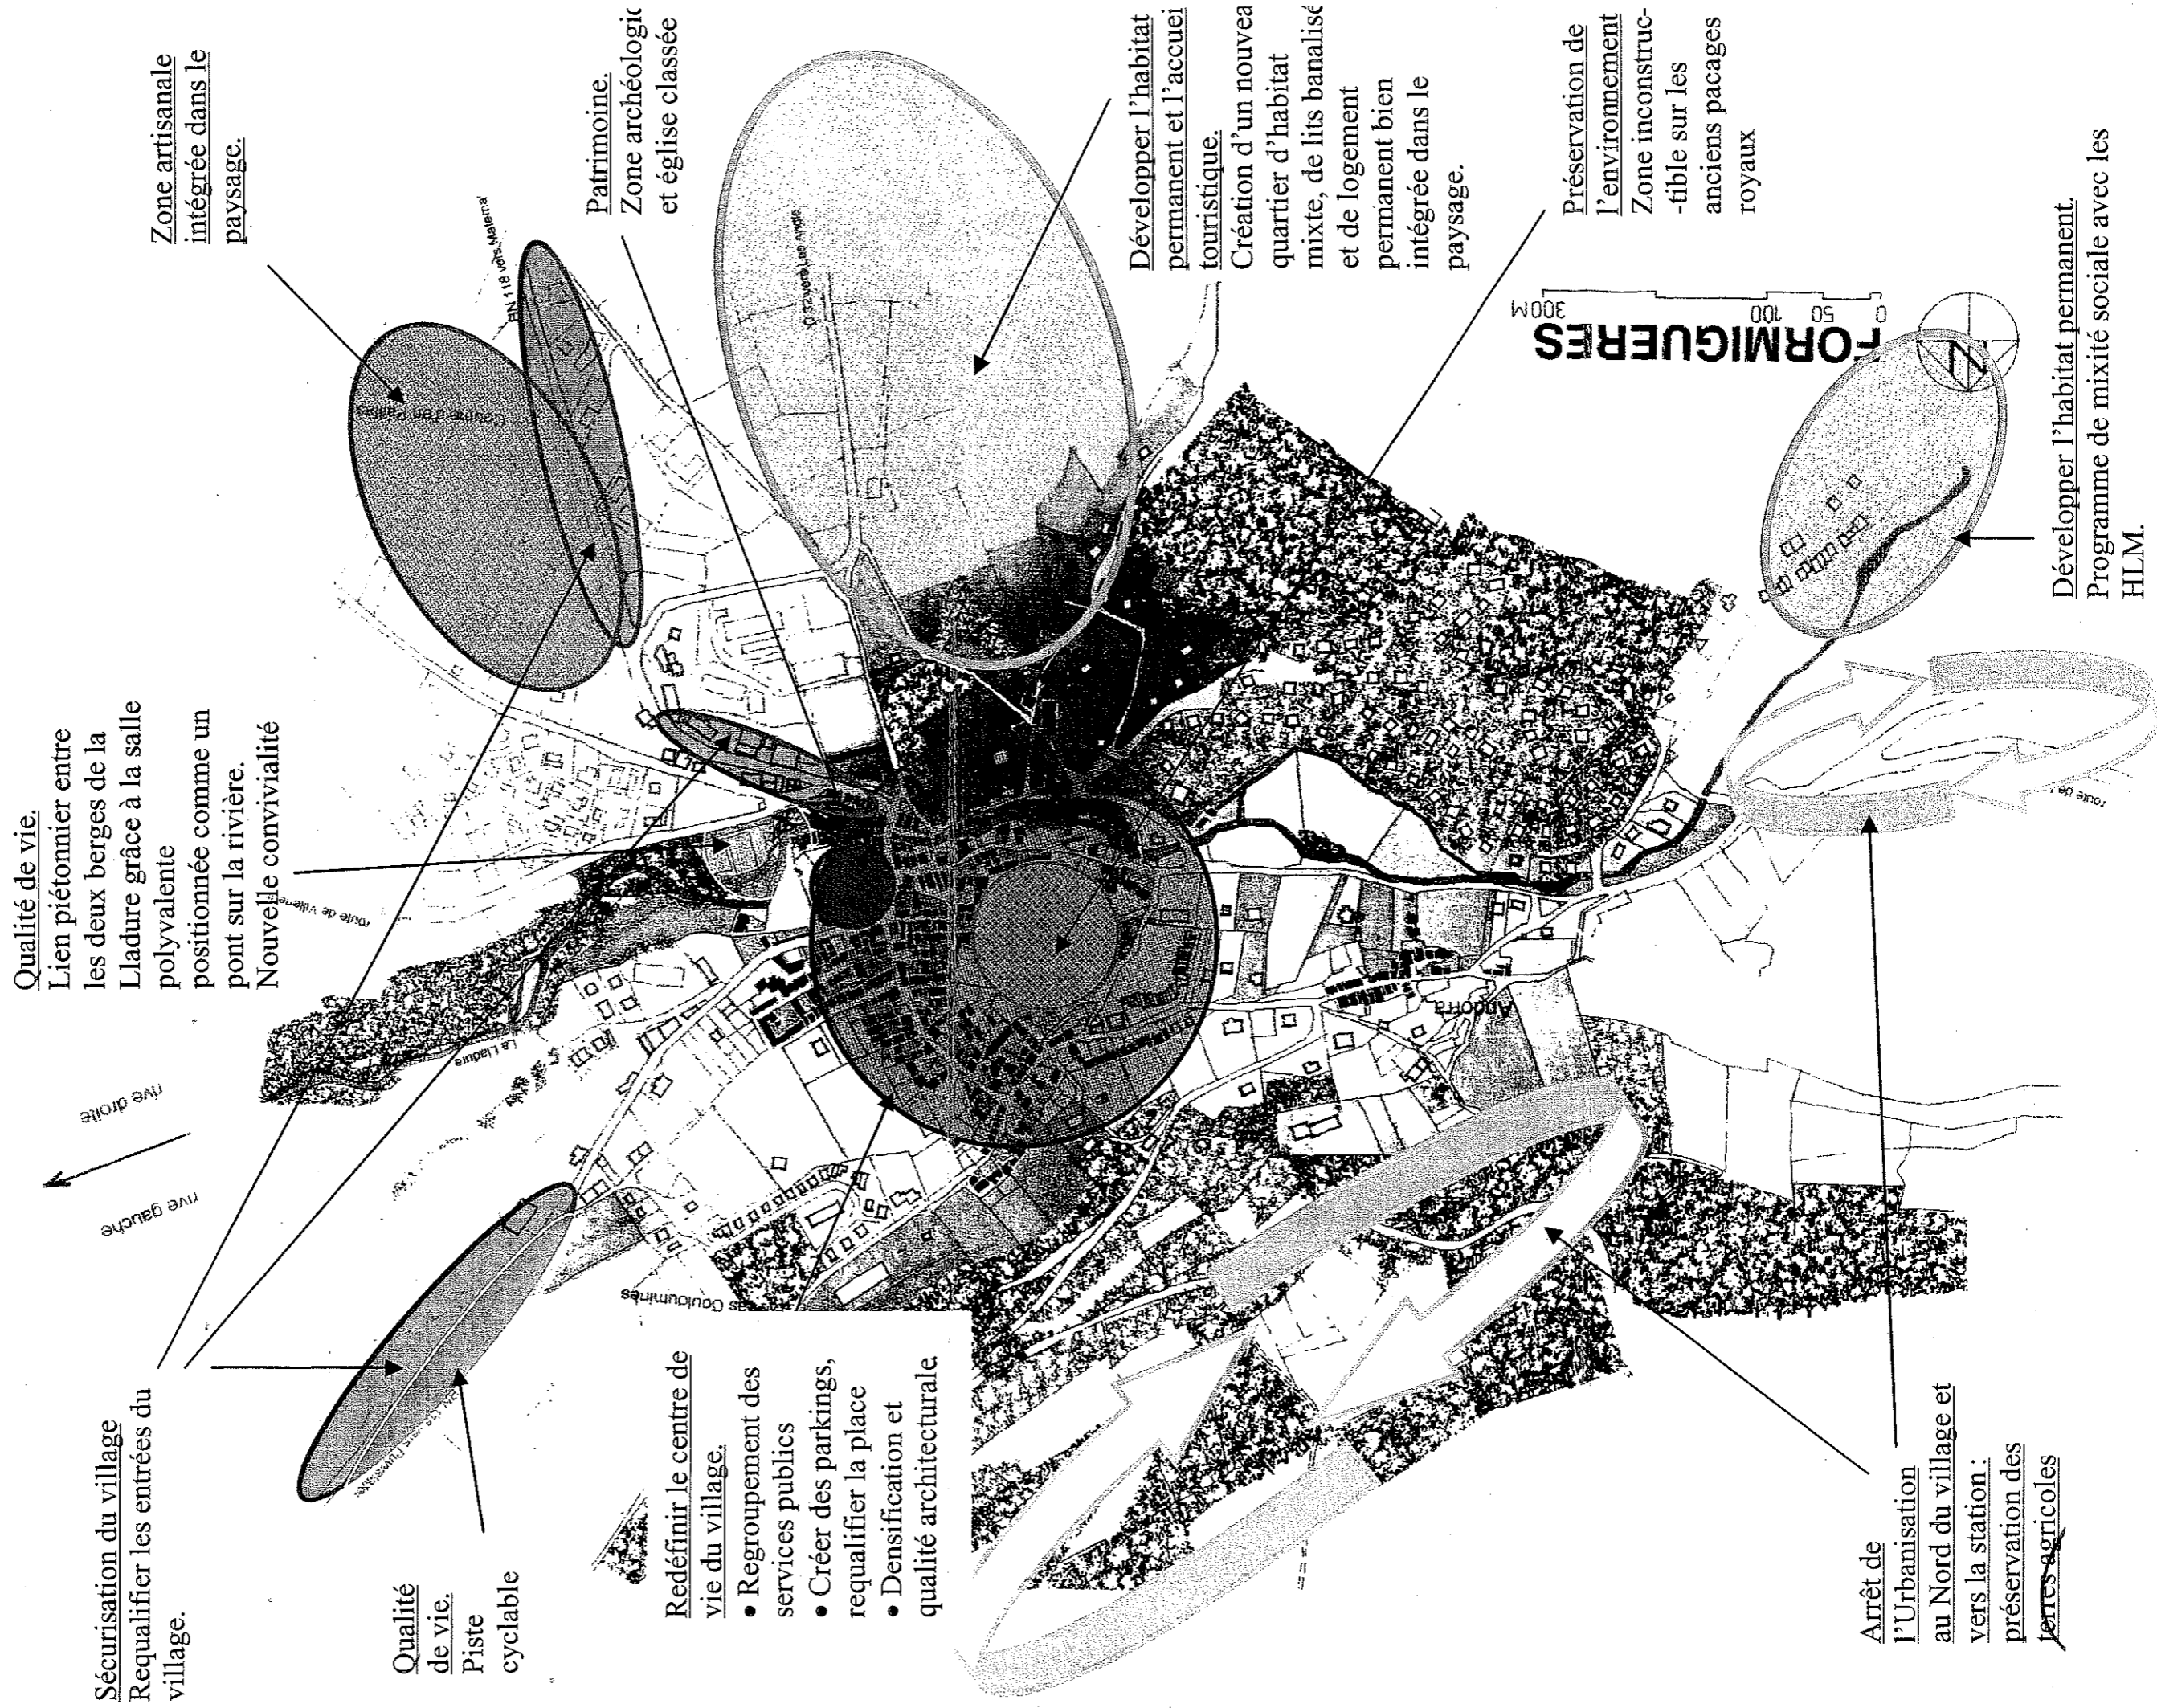 Sécurisation du village
Requalifier les entrées du
village.
Qualité
de vie.
Piste
cyclable
Redéfinir le centre de
vie du village.
• Regroupement des
services publics
• Créer des parkings,
requalifier la place
• Densification et
qualité architecturale.
Arrêt de
l'Urbanisation
au Nord du village et
vers la station :
préservation des
terres agricoles
Qualité de vie.
Lien piétonnier entre
les deux berges de la
Lladure grâce à la salle
polyvalente
positionnée comme un
pont sur la rivière.
Nouvelle convivialité
Zone artisanale
intégrée dans le
paysage.
Patrimoine.
Zone archéologic
et église classée
Développer l'habitat
permanent et l'accuei
touristique.
Création d'un nouvea
quartier d'habitat
mixte, de lits banalisé
et de logement
permanent bien
intégrée dans le
paysage.
Préservation de
l'environnement
Zone inconstruc-
-tible sur les
anciens pacages
royaux
Développer l'habitat permanent.
Programme de mixité sociale avec les
HLM.
rive droite
rive gauche
La Lladure
route de Villene
RN 118 vers Matema
Andorra
route de
FORMIGUERES
0 50 100 300M
N